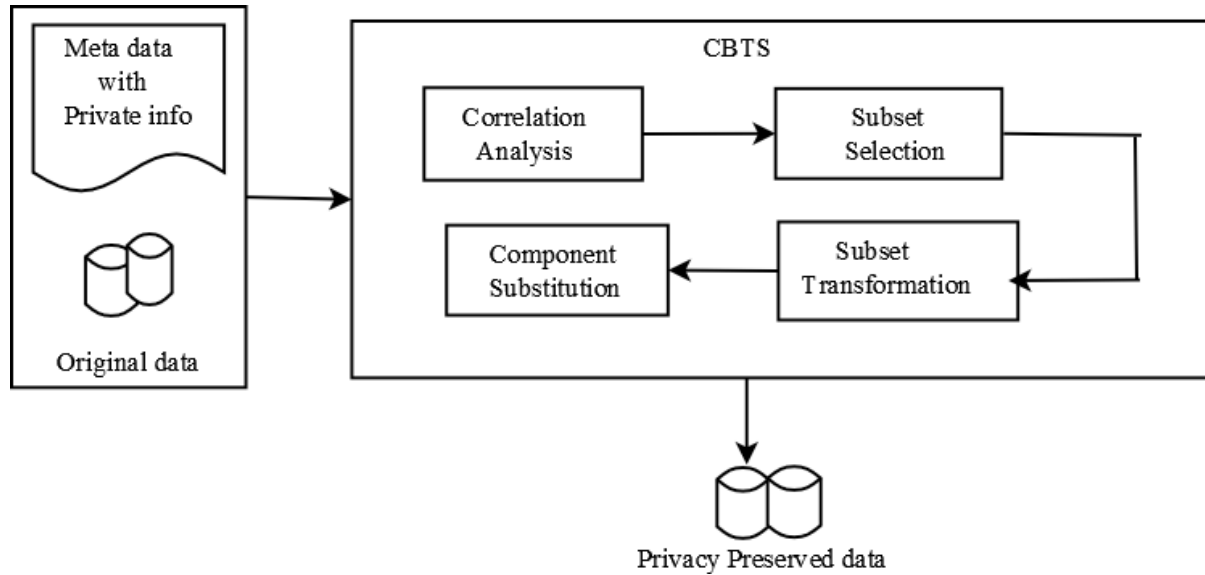 Meta data
with
Private info
Original data
CBTS
Correlation
Analysis
Subset
Selection
Subset
Transformation
Component
Substitution
Privacy Preserved data